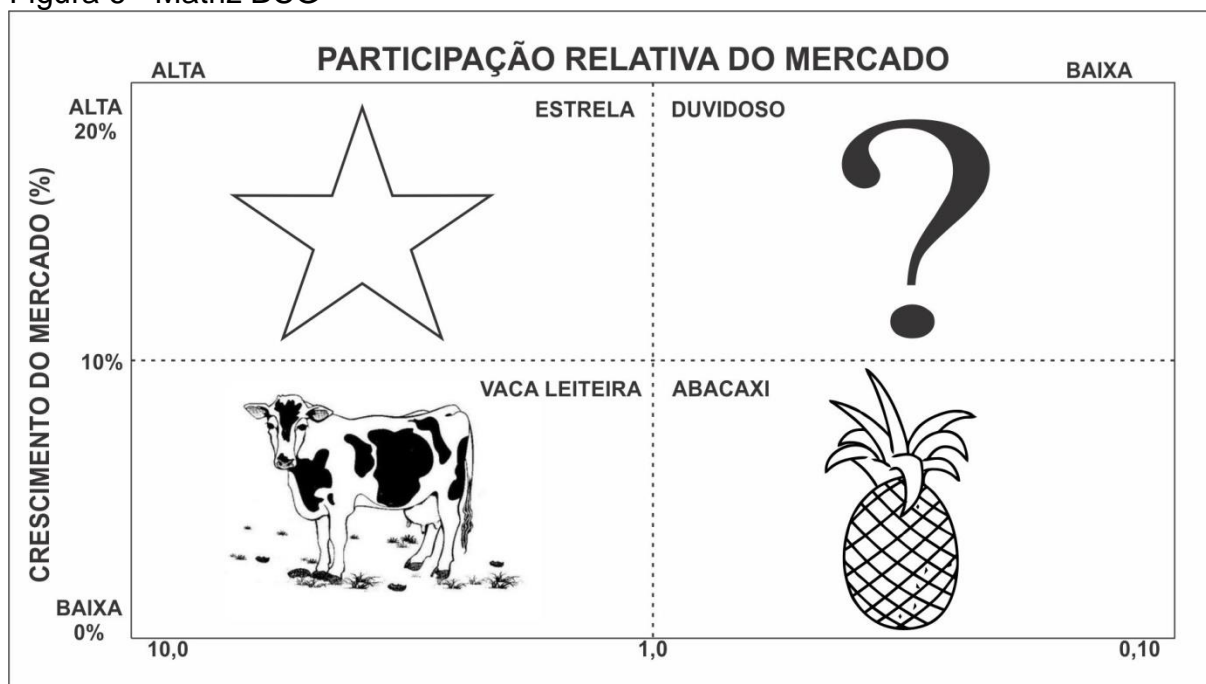 PARTICIPAÇÃO RELATIVA DO MERCADO
ALTA
BAIXA
ALTA
20%
ESTRELA
DUVIDOSO
CRESCIMENTO DO MERCADO (%)
10%
VACA LEITEIRA
ABACAXI
BAIXA
0%
10,0
1,0
0,10